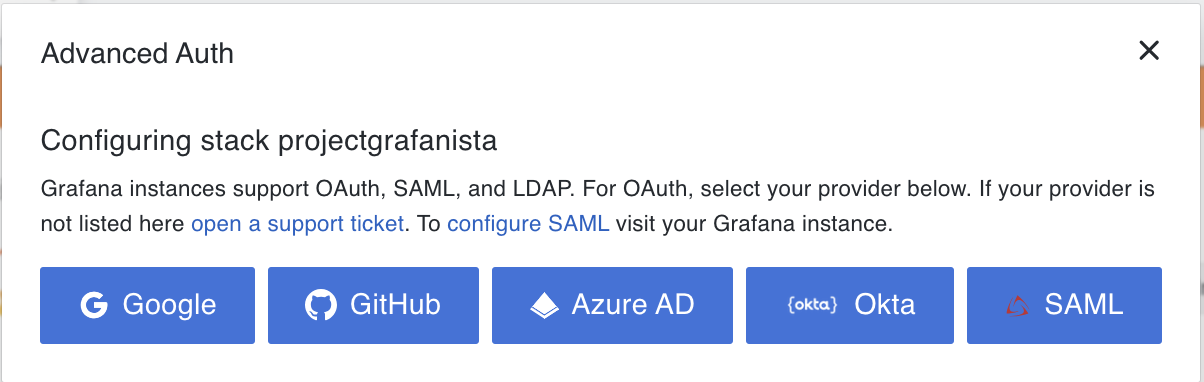 Advanced Auth
Configuring stack projectgrafanista
Grafana instances support OAuth, SAML, and LDAP. For OAuth, select your provider below. If your provider is
not listed here open a support ticket. To configure SAML visit your Grafana instance.
Google GitHub Azure AD {okta} Okta SAML